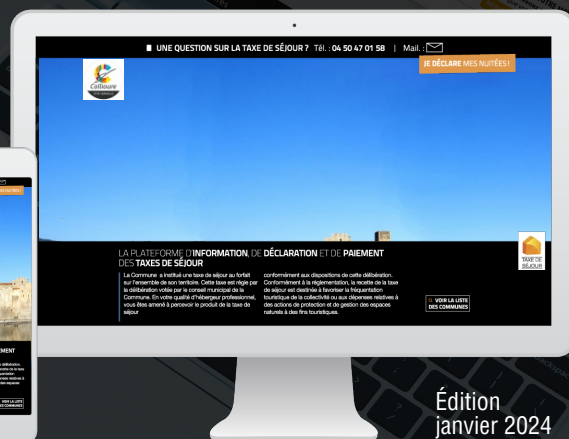 UNE QUESTION SUR LA TAXE DE SÉJOUR ? Tél. : 04 50 47 01 58 | Mail. :
JE DÉCLARE MES NUITÉES !
Collioure
LA PLATEFORME D'INFORMATION, DE DÉCLARATION ET DE PAIEMENT
DES TAXES DE SÉJOUR
La Commune a institué une taxe de séjour au forfait
sur l'ensemble de son territoire. Cette taxe est régie par
la délibération votée par le conseil municipal de la
Commune. En votre qualité d'hébergeur professionnel,
vous êtes amené à percevoir le produit de la taxe de
séjour
conformément aux dispositions de cette délibération.
Conformément à la réglementation, la recette de la taxe
de séjour est destinée à favoriser la fréquentation
touristique de la collectivité ou aux dépenses relatives à
des actions de protection et de gestion des espaces
naturels à des fins touristiques.
TAXE DE
SÉJOUR
VOIR LA LISTE
DES COMMUNES
Édition
janvier 2024